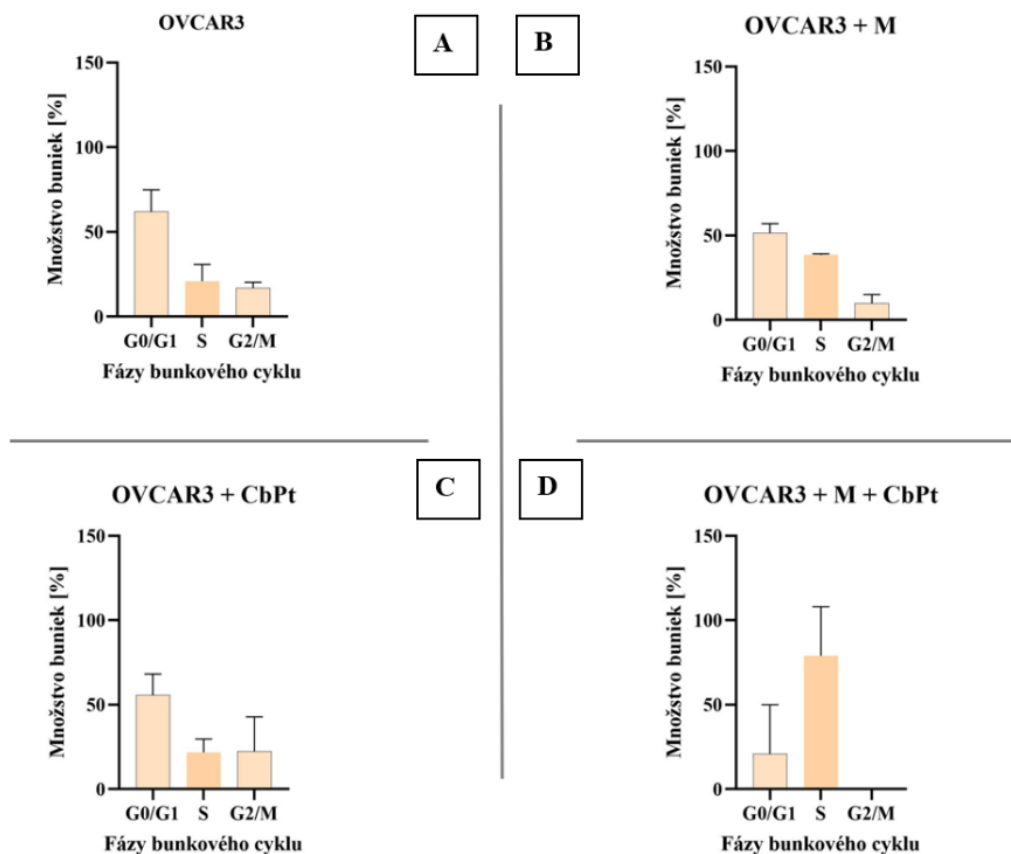 OVCAR3
A
150
100
50
0
Množstvo buniek [%]
G0/G1 S G2/M
Fázy bunkového cyklu
B
OVCAR3 + M
150
100
50
0
Množstvo buniek [%]
G0/G1 S G2/M
Fázy bunkového cyklu
C
OVCAR3 + CbPt
150
100
50
0
Množstvo buniek [%]
G0/G1 S G2/M
Fázy bunkového cyklu
D
OVCAR3 + M + CbPt
150
100
50
0
Množstvo buniek [%]
G0/G1 S G2/M
Fázy bunkového cyklu